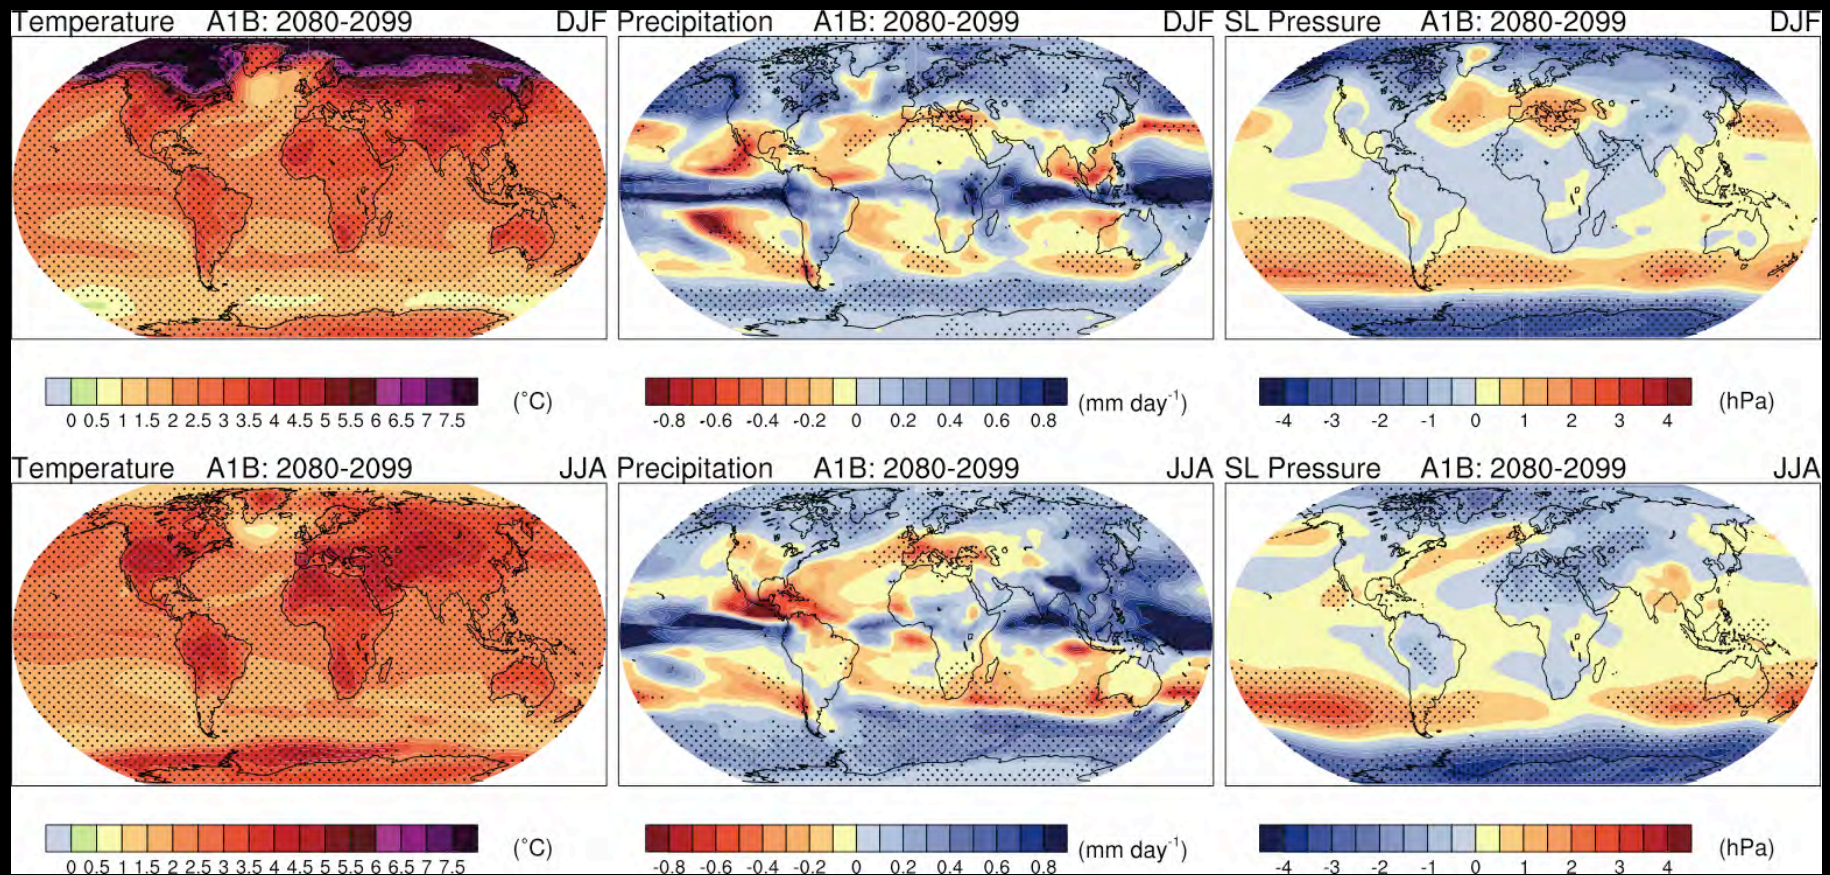 Temperature A1B: 2080-2099 DJF
Precipitation A1B: 2080-2099 DJF
SL Pressure A1B: 2080-2099 DJF
0 0.5 1 1.5 2 2.5 3 3.5 4 4.5 5 5.5 6 6.5 7 7.5 (°C)
-0.8 -0.6 -0.4 -0.2 0 0.2 0.4 0.6 0.8 (mm day⁻¹)
-4 -3 -2 -1 0 1 2 3 4 (hPa)
Temperature A1B: 2080-2099 JJA
Precipitation A1B: 2080-2099 JJA
SL Pressure A1B: 2080-2099 JJA
0 0.5 1 1.5 2 2.5 3 3.5 4 4.5 5 5.5 6 6.5 7 7.5 (°C)
-0.8 -0.6 -0.4 -0.2 0 0.2 0.4 0.6 0.8 (mm day⁻¹)
-4 -3 -2 -1 0 1 2 3 4 (hPa)